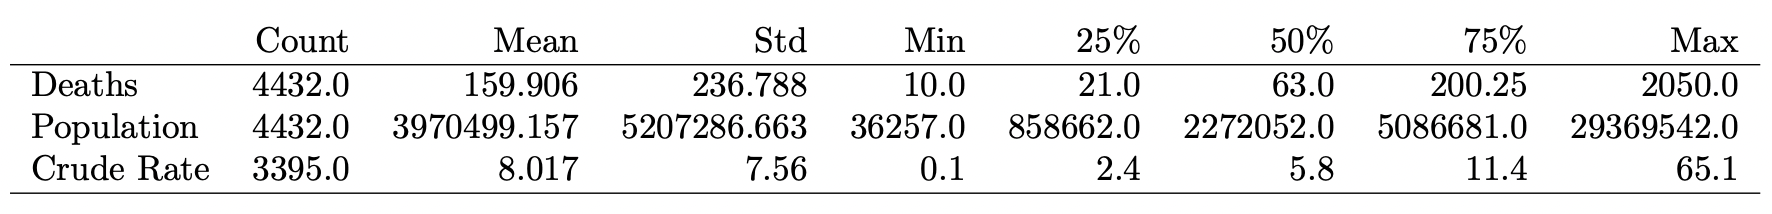 Count Mean Std Min 25% 50% 75% Max
Deaths 4432.0 159.906 236.788 10.0 21.0 63.0 200.25 2050.0
Population 4432.0 3970499.157 5207286.663 36257.0 858662.0 2272052.0 5086681.0 29369542.0
Crude Rate 3395.0 8.017 7.56 0.1 2.4 5.8 11.4 65.1